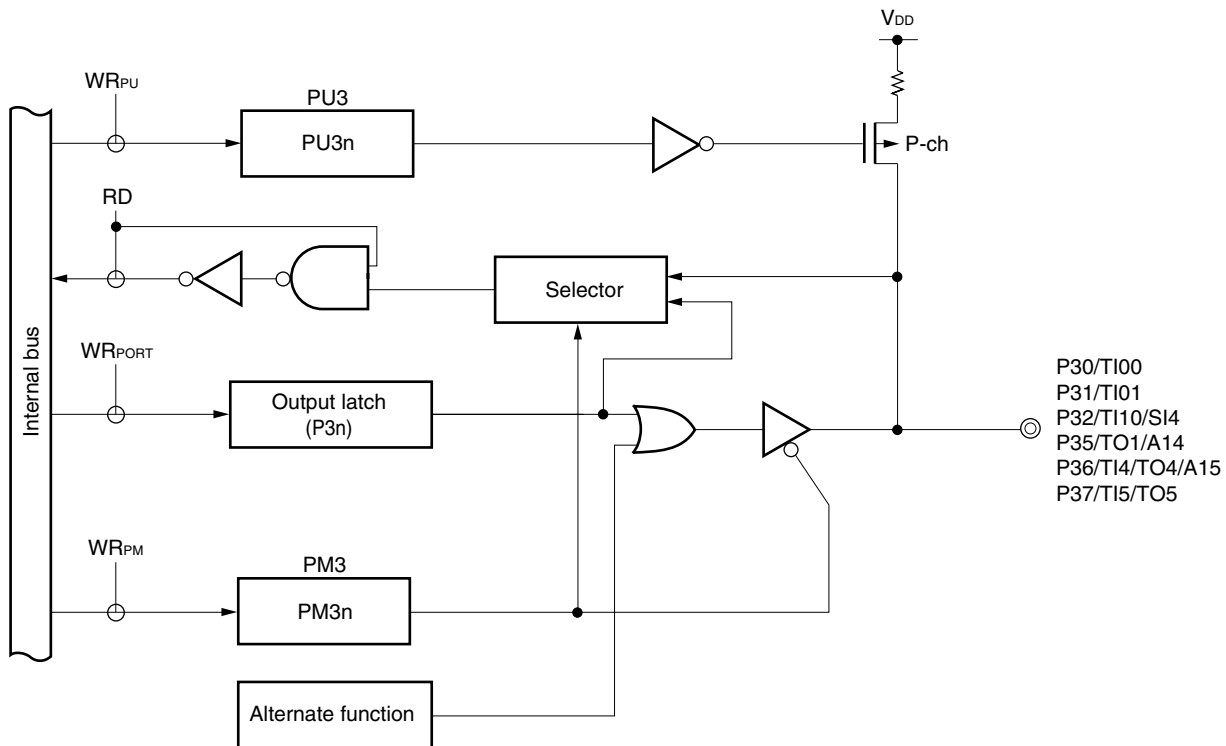 VDD
WRPU
PU3
PU3n
P-ch
RD
Selector
Internal bus
WRPORT
Output latch
(P3n)
P30/TI00
P31/TI01
P32/TI10/SI4
P35/TO1/A14
P36/TI4/TO4/A15
P37/TI5/TO5
WRPM
PM3
PM3n
Alternate function